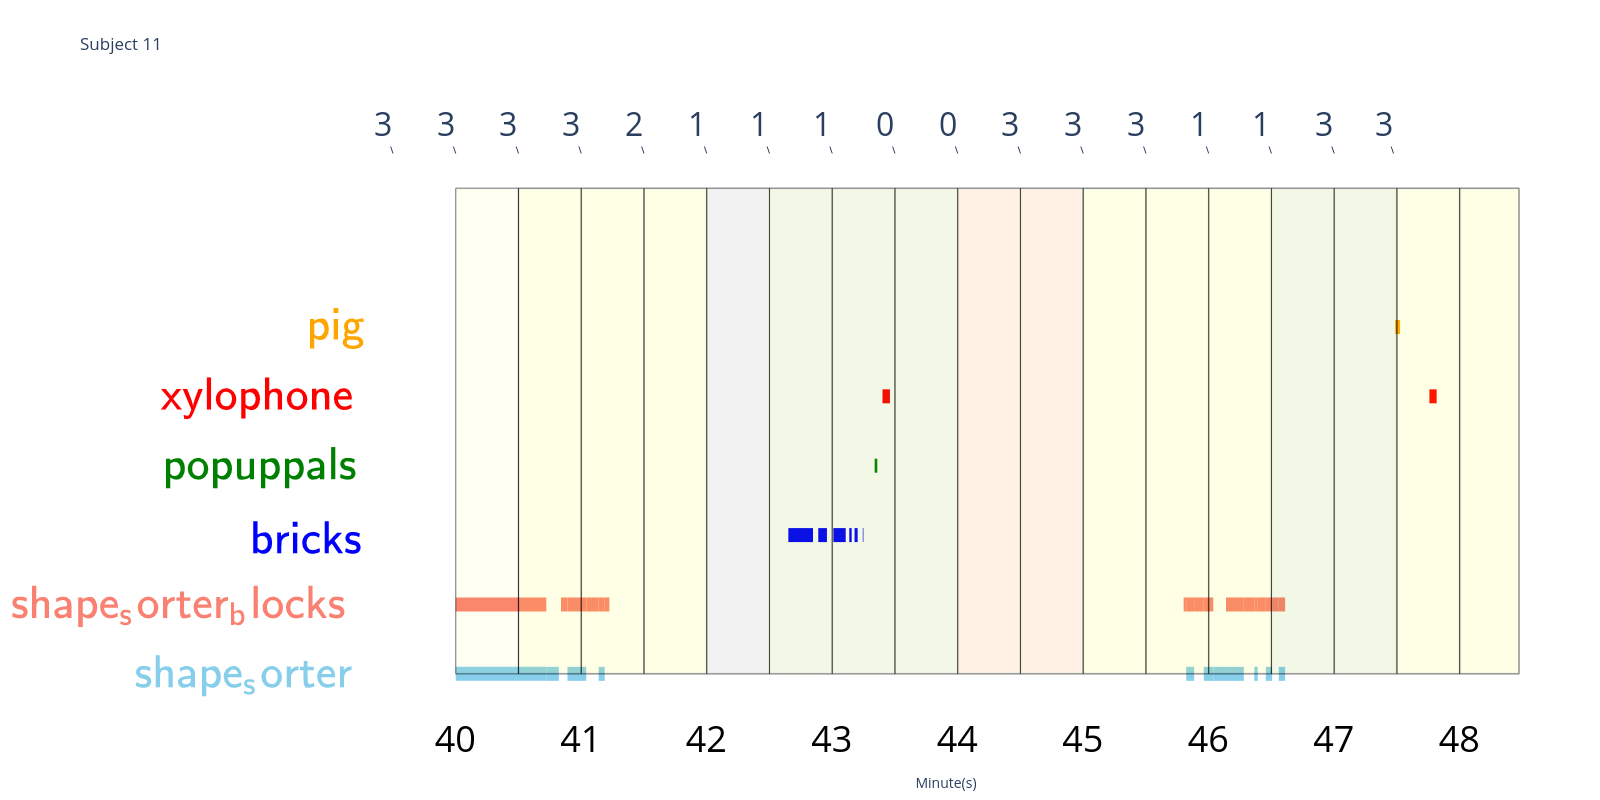 Subject 11
3 3 3 3 2 1 1 1 0 0 3 3 3 1 1 3 3
pig
xylophone
popuppals
bricks
shapesorterblocks
shapesorter
40 41 42 43 44 45 46 47 48
Minute(s)